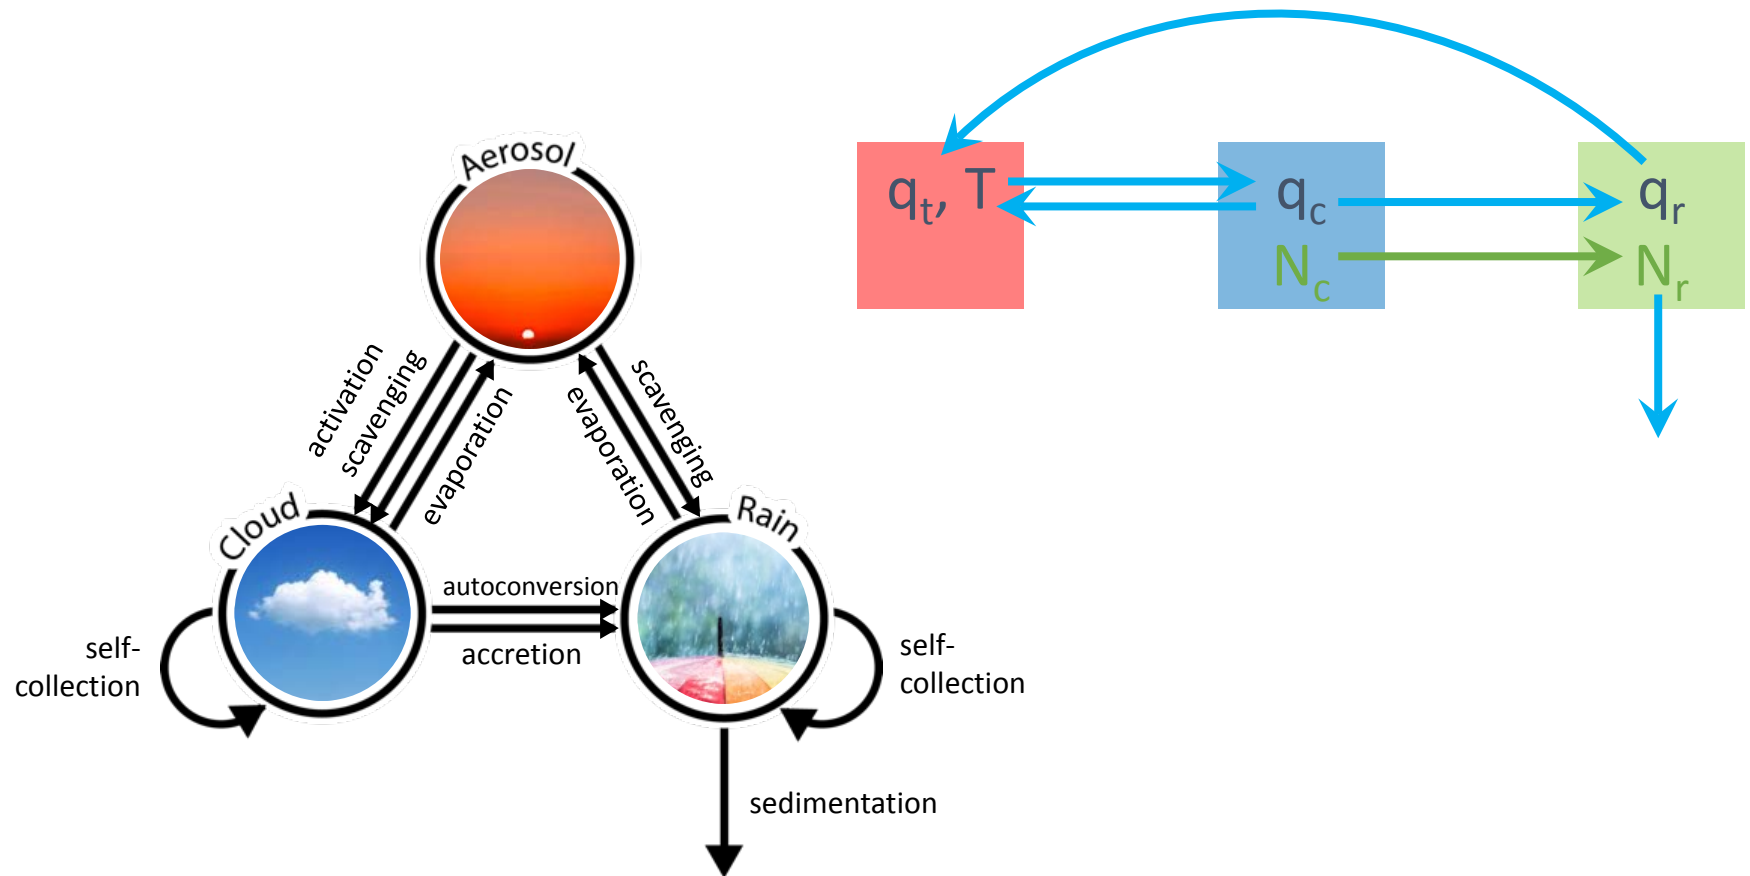 Aerosol
activation
scavenging
evaporation
evaporation
scavenging
Cloud
Rain
autoconversion
accretion
self-
collection
self-
collection
sedimentation
qt, T
qc
Nc
qr
Nr